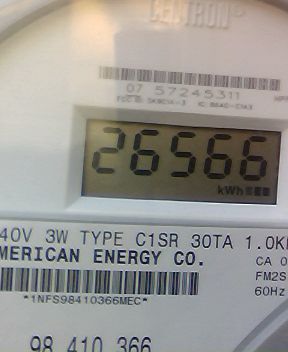 CENTRON
07 57245311
26566
kWh
40V 3W TYPE C1SR 30TA 1.0K
MERICAN ENERGY CO.
CA 0
FM2S
*1NFS98410366MEC*
60Hz
98 410 366